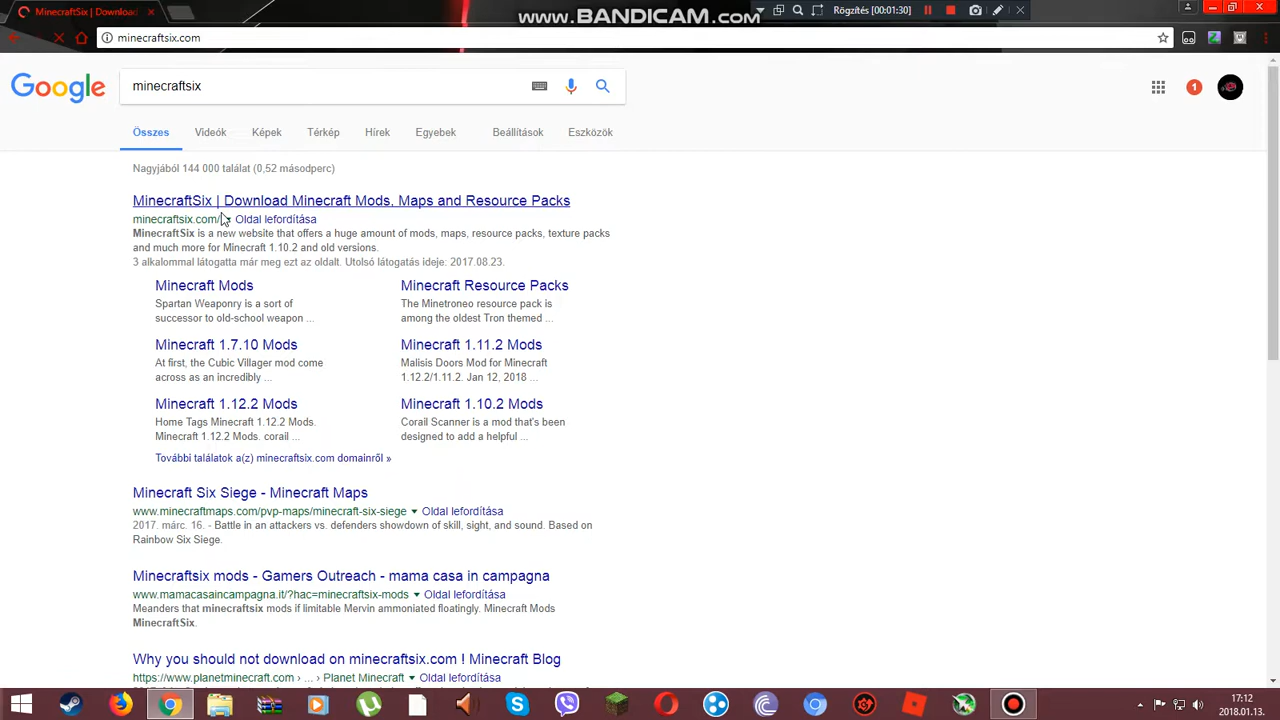 MinecraftSix | Download
www.BANDICAM.com
Rögzítés [00:01:30]
minecraftsix.com
Google
minecraftsix
1
Összes
Videók
Képek
Térkép
Hírek
Egyebek
Beállítások
Eszközök
Nagyjából 144 000 találat (0,52 másodperc)
MinecraftSix | Download Minecraft Mods, Maps and Resource Packs
minecraftsix.com/ Oldal lefordítása
MinecraftSix is a new website that offers a huge amount of mods, maps, resource packs, texture packs
and much more for Minecraft 1.10.2 and old versions.
3 alkalommal látogatta már meg ezt az oldalt. Utolsó látogatás ideje: 2017.08.23.
Minecraft Mods
Spartan Weaponry is a sort of
successor to old-school weapon ...
Minecraft Resource Packs
The Minetroneo resource pack is
among the oldest Tron themed ...
Minecraft 1.7.10 Mods
At first, the Cubic Villager mod come
across as an incredibly ...
Minecraft 1.11.2 Mods
Malisis Doors Mod for Minecraft
1.12.2/1.11.2. Jan 12, 2018 ...
Minecraft 1.12.2 Mods
Home Tags Minecraft 1.12.2 Mods.
Minecraft 1.12.2 Mods. corail ...
Minecraft 1.10.2 Mods
Corail Scanner is a mod that's been
designed to add a helpful ...
További találatok a(z) minecraftsix.com domainről »
Minecraft Six Siege - Minecraft Maps
www.minecraftmaps.com/pvp-maps/minecraft-six-siege Oldal lefordítása
2017. márc. 16. - Battle in an attackers vs. defenders showdown of skill, sight, and sound. Based on
Rainbow Six Siege.
Minecraftsix mods - Gamers Outreach - mama casa in campagna
www.mamacasaincampagna.it/?hac=minecraftsix-mods Oldal lefordítása
Meanders that minecraftsix mods if limitable Mervin ammoniated floatingly. Minecraft Mods
MinecraftSix.
Why you should not download on minecraftsix.com ! Minecraft Blog
https://www.planetminecraft.com › ... › Planet Minecraft Oldal lefordítása
17:12
2018.01.13.